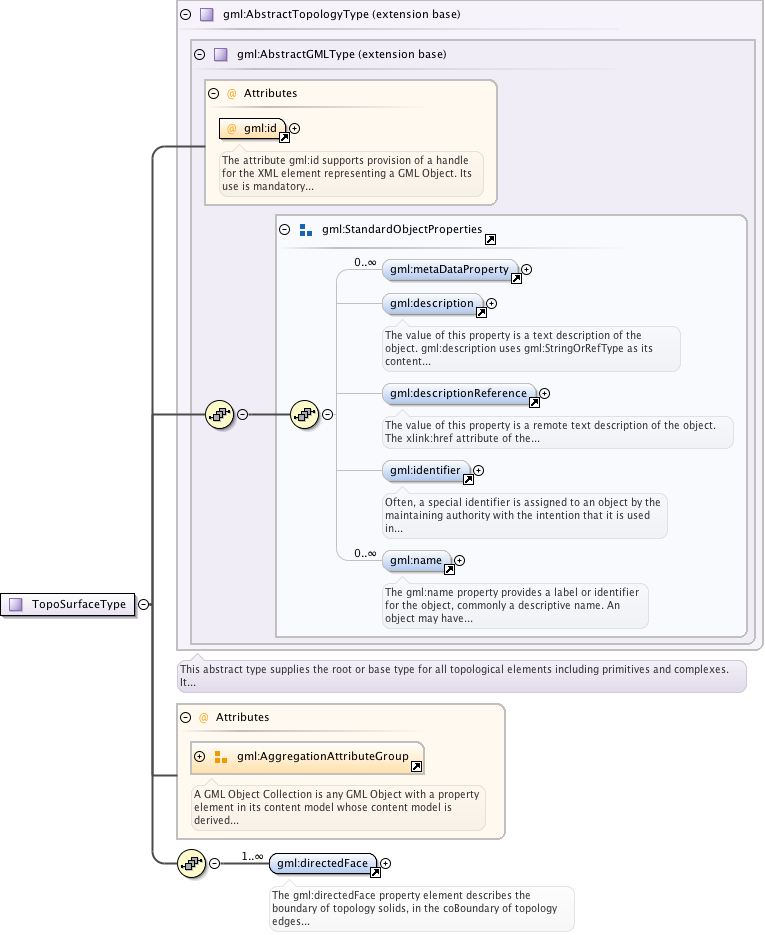 gml:AbstractTopologyType (extension base)
gml:AbstractGMLType (extension base)
@ Attributes
@ gml:id
The attribute gml:id supports provision of a handle
for the XML element representing a GML Object. Its
use is mandatory...
gml:StandardObjectProperties
0..∞
gml:metaDataProperty
gml:description
The value of this property is a text description of the
object. gml:description uses gml:StringOrRefType as its
content...
gml:descriptionReference
The value of this property is a remote text description of the object.
The xlink:href attribute of the...
gml:identifier
Often, a special identifier is assigned to an object by the
maintaining authority with the intention that it is used
in...
0..∞
gml:name
The gml:name property provides a label or identifier
for the object, commonly a descriptive name. An
object may have...
TopoSurfaceType
This abstract type supplies the root or base type for all topological elements including primitives and complexes.
It...
@ Attributes
gml:AggregationAttributeGroup
A GML Object Collection is any GML Object with a property
element in its content model whose content model is
derived...
1..∞
gml:directedFace
The gml:directedFace property element describes the
boundary of topology solids, in the coBoundary of topology
edges...